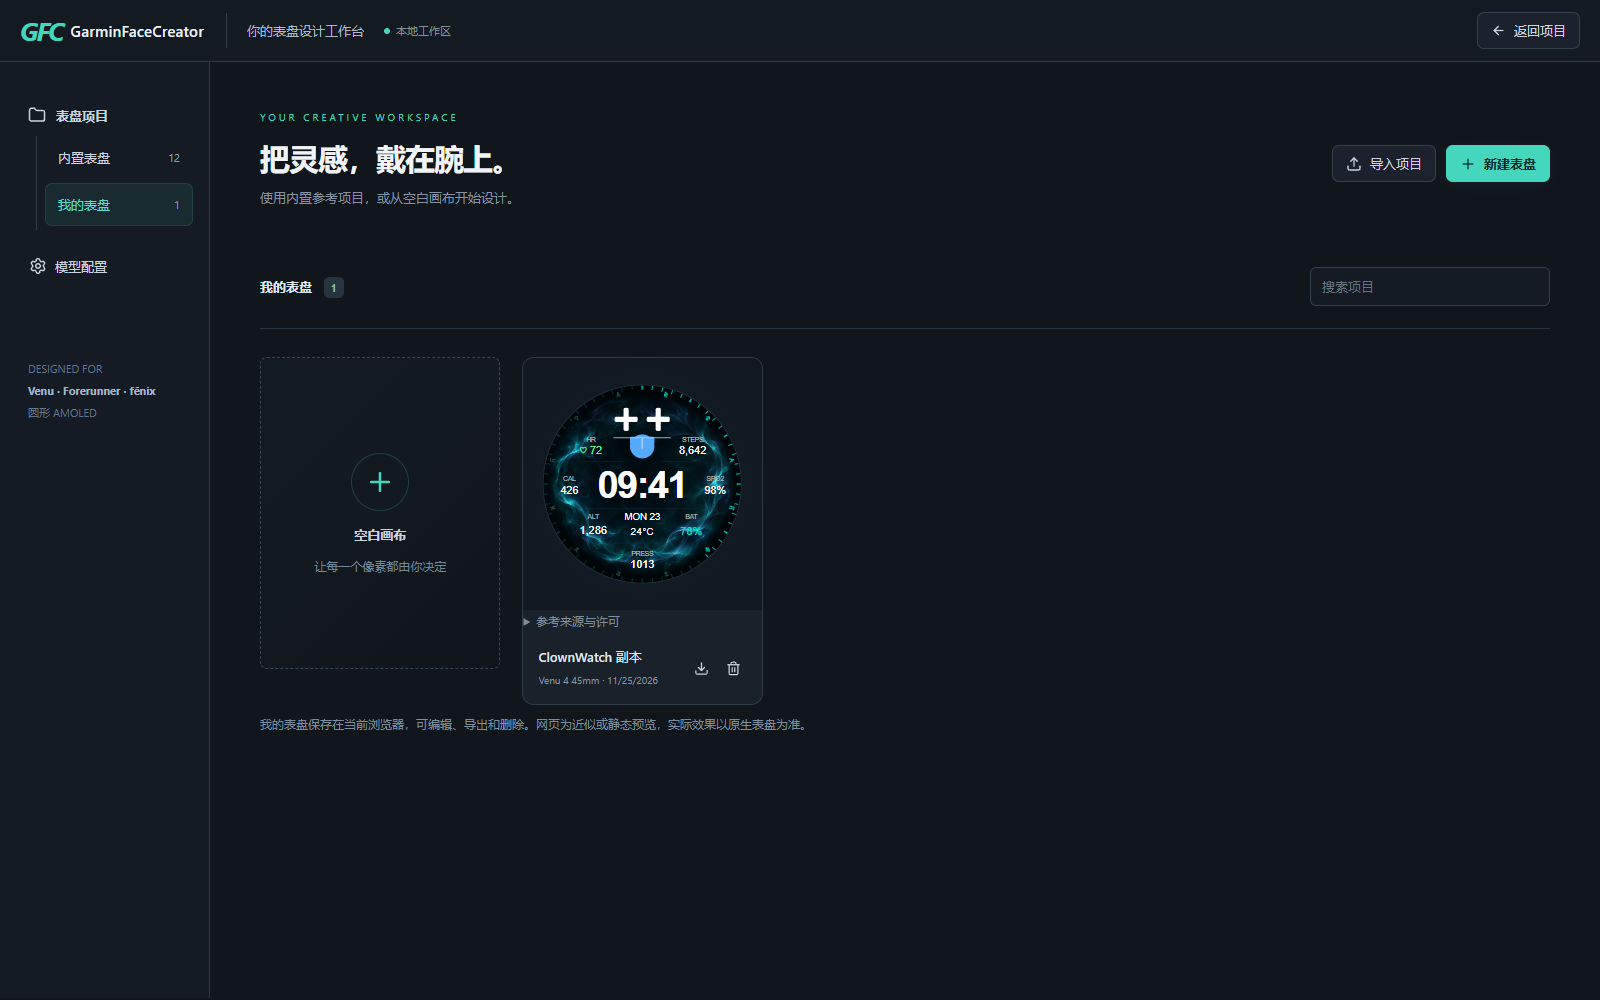 GFC GarminFaceCreator
你的表盘设计工作台
本地工作区
返回项目
表盘项目
内置表盘 12
我的表盘 1
模型配置
DESIGNED FOR
Venu · Forerunner · fēnix
圆形 AMOLED
YOUR CREATIVE WORKSPACE
把灵感，戴在腕上。
使用内置参考项目，或从空白画布开始设计。
导入项目
新建表盘
我的表盘 1
搜索项目
空白画布
让每一个像素都由你决定
HR
72
STEPS
8,642
CAL
426
09:41
SPO2
98%
ALT
1,286
MON 23
24°C
BAT
78%
PRESS
1013
参考来源与许可
ClownWatch 副本
Venu 4 45mm · 11/25/2026
我的表盘保存在当前浏览器，可编辑、导出和删除。网页为近似或静态预览，实际效果以原生表盘为准。